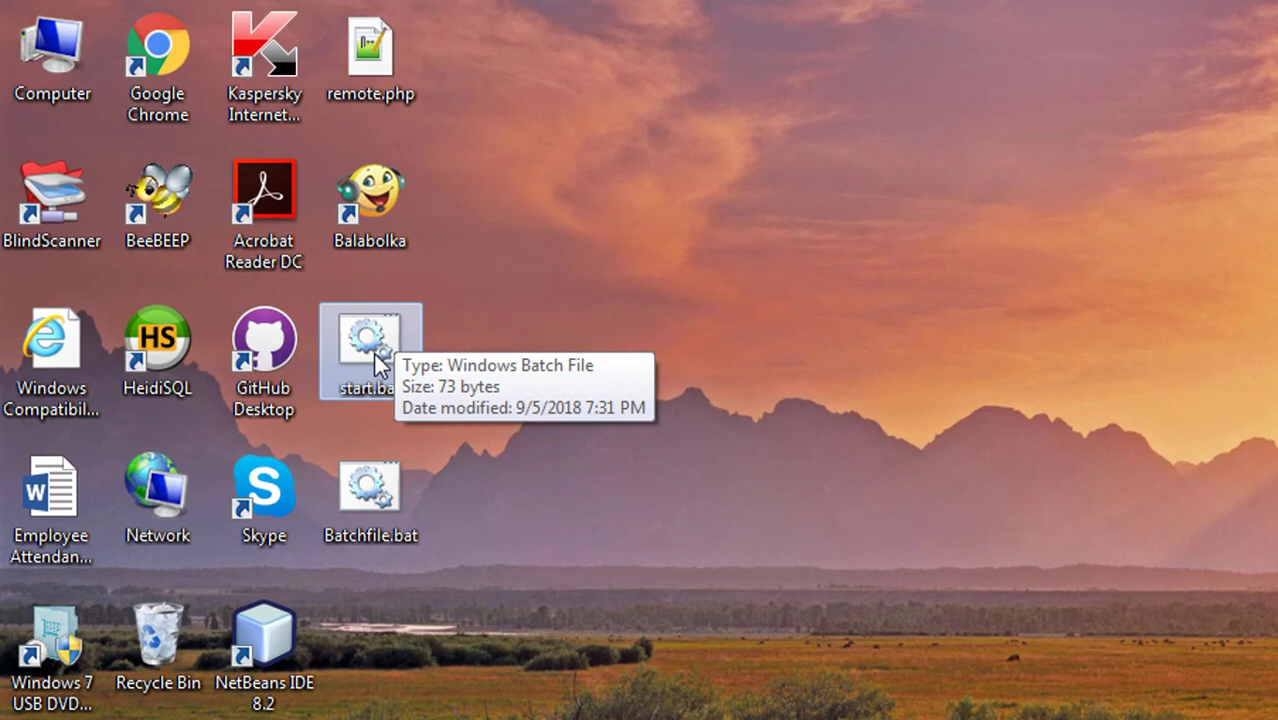 Computer
Google
Chrome
Kaspersky
Internet...
remote.php
BlindScanner
BeeBEEP
Acrobat
Reader DC
Balabolka
Windows
Compatibil...
HS
HeidiSQL
GitHub
Desktop
start.ba
Type: Windows Batch File
Size: 73 bytes
Date modified: 9/5/2018 7:31 PM
W
Employee
Attendan...
Network
S
Skype
Batchfile.bat
Windows 7
USB DVD...
Recycle Bin
NetBeans IDE
8.2